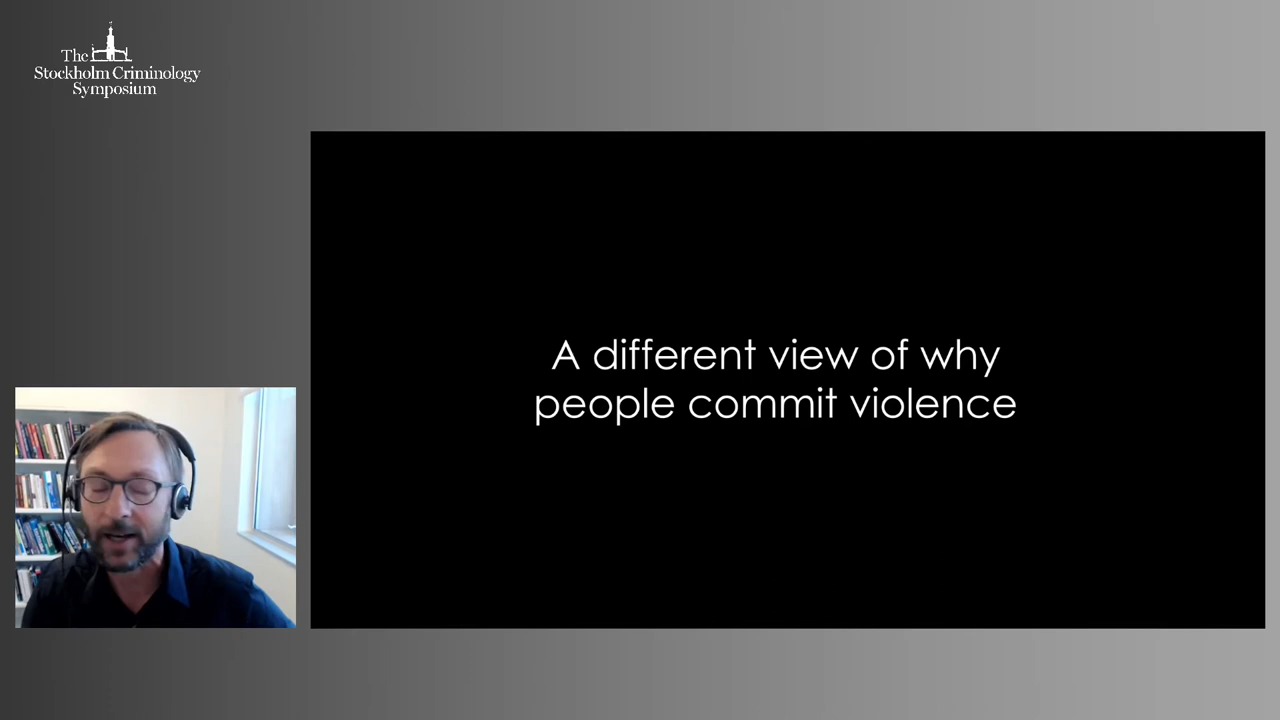 The
Stockholm Criminology
Symposium
A different view of why
people commit violence